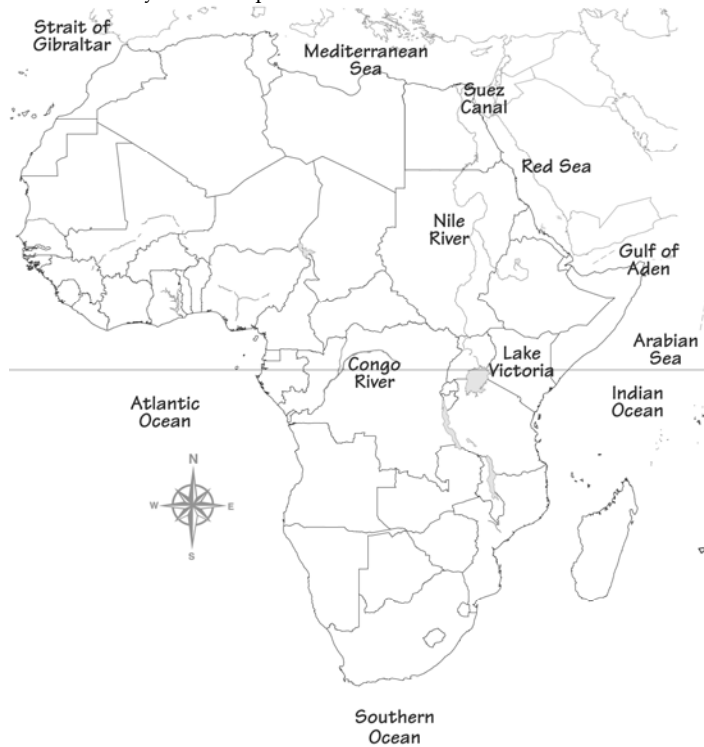 Strait of
Gibraltar
Mediterranean
Sea
Suez
Canal
Red Sea
Nile
River
Gulf of
Aden
Arabian
Sea
Lake
Victoria
Congo
River
Indian
Ocean
Atlantic
Ocean
N
W
E
S
Southern
Ocean